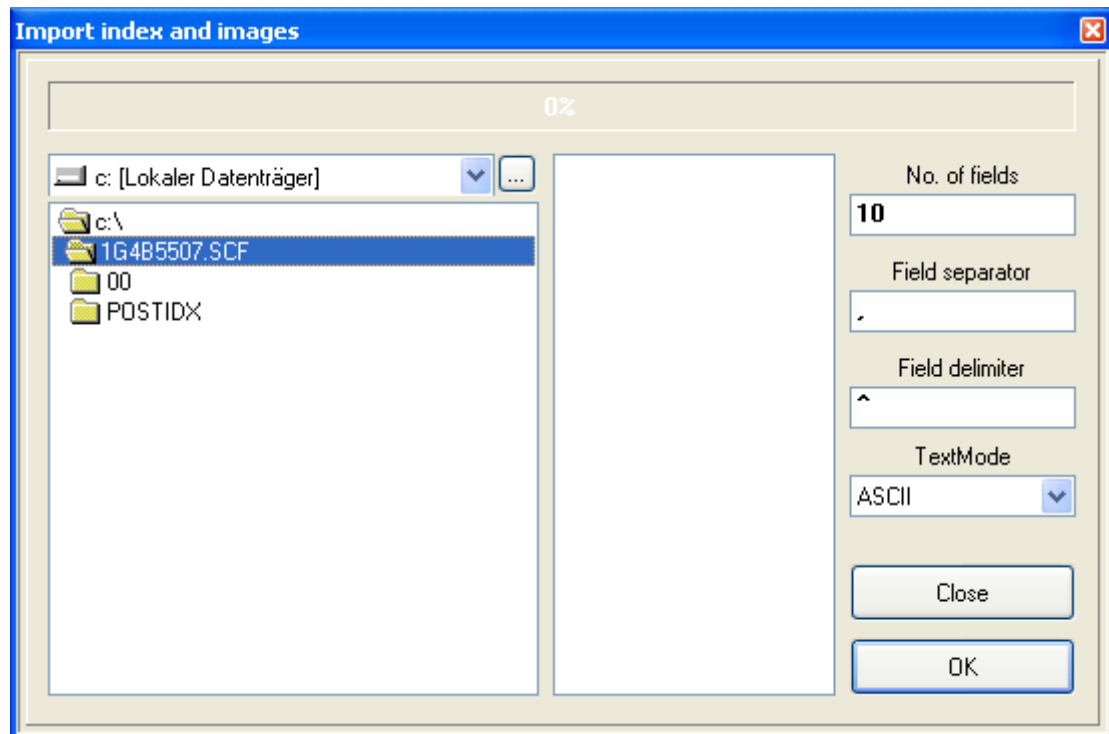 Import index and images
0%
c: [Lokaler Datenträger]
...
c:\
1G4B5507.SCF
00
POSTIDX
No. of fields
10
Field separator
,
Field delimiter
^
TextMode
ASCII
Close
OK